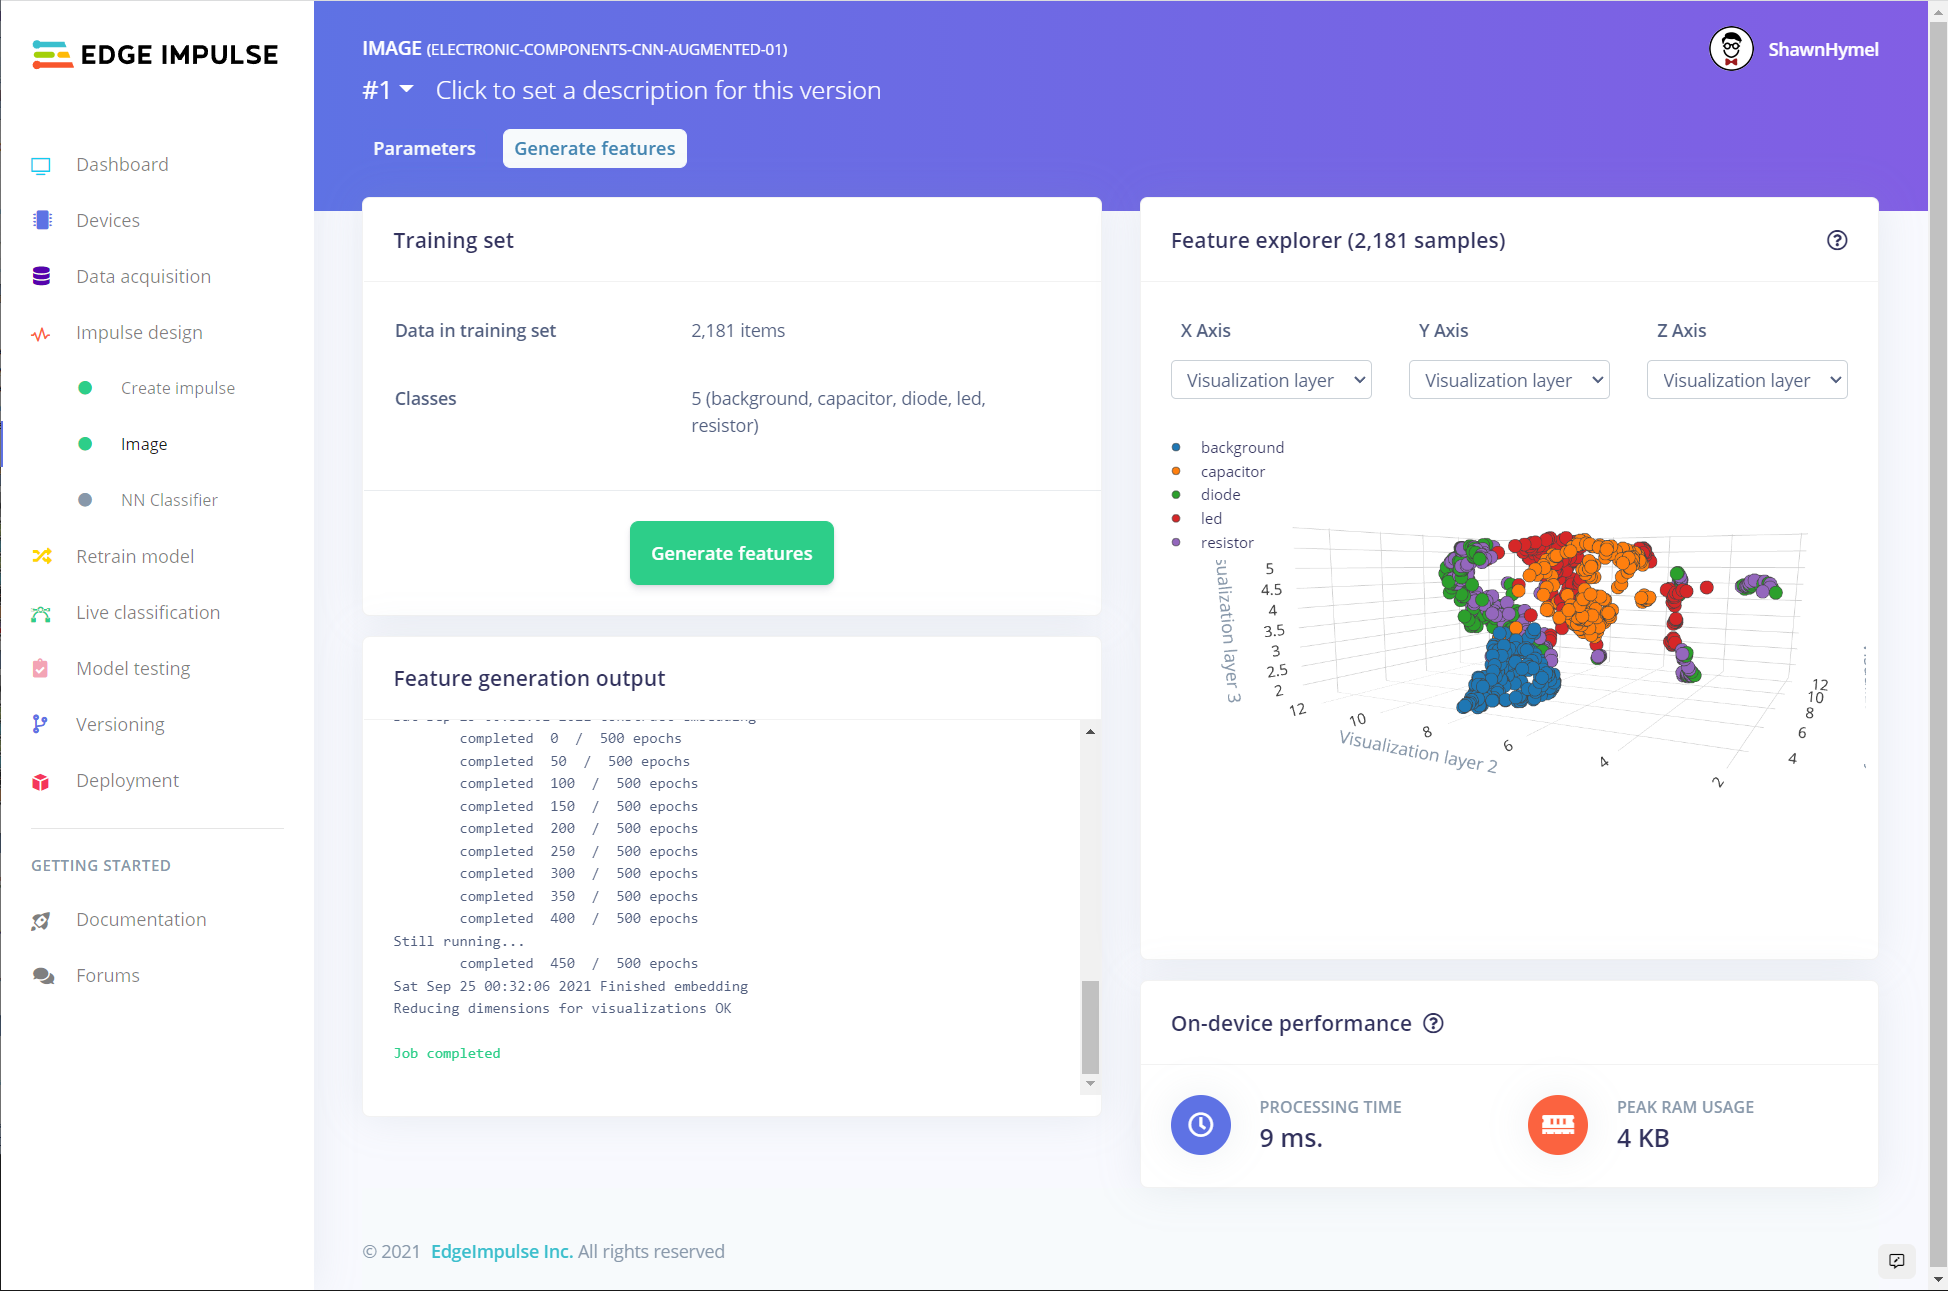 EDGE IMPULSE
Dashboard
Devices
Data acquisition
Impulse design
Create impulse
Image
NN Classifier
Retrain model
Live classification
Model testing
Versioning
Deployment
GETTING STARTED
Documentation
Forums
IMAGE (ELECTRONIC-COMPONENTS-CNN-AUGMENTED-01)
ShawnHymel
#1 Click to set a description for this version
Parameters Generate features
Training set
Data in training set 2,181 items
Classes 5 (background, capacitor, diode, led,
resistor)
Generate features
Feature generation output
completed 0 / 500 epochs
completed 50 / 500 epochs
completed 100 / 500 epochs
completed 150 / 500 epochs
completed 200 / 500 epochs
completed 250 / 500 epochs
completed 300 / 500 epochs
completed 350 / 500 epochs
completed 400 / 500 epochs
Still running...
completed 450 / 500 epochs
Sat Sep 25 00:32:06 2021 Finished embedding
Reducing dimensions for visualizations OK
Job completed
Feature explorer (2,181 samples)
X Axis Y Axis Z Axis
Visualization layer Visualization layer Visualization layer
background
capacitor
diode
led
resistor
5
4.5
4
3.5
3
2.5
2
sualization layer 3
12
10
8
6
4
2
Visualization layer 2
12
10
8
6
4
On-device performance
PROCESSING TIME
9 ms.
PEAK RAM USAGE
4 KB
© 2021 EdgeImpulse Inc. All rights reserved